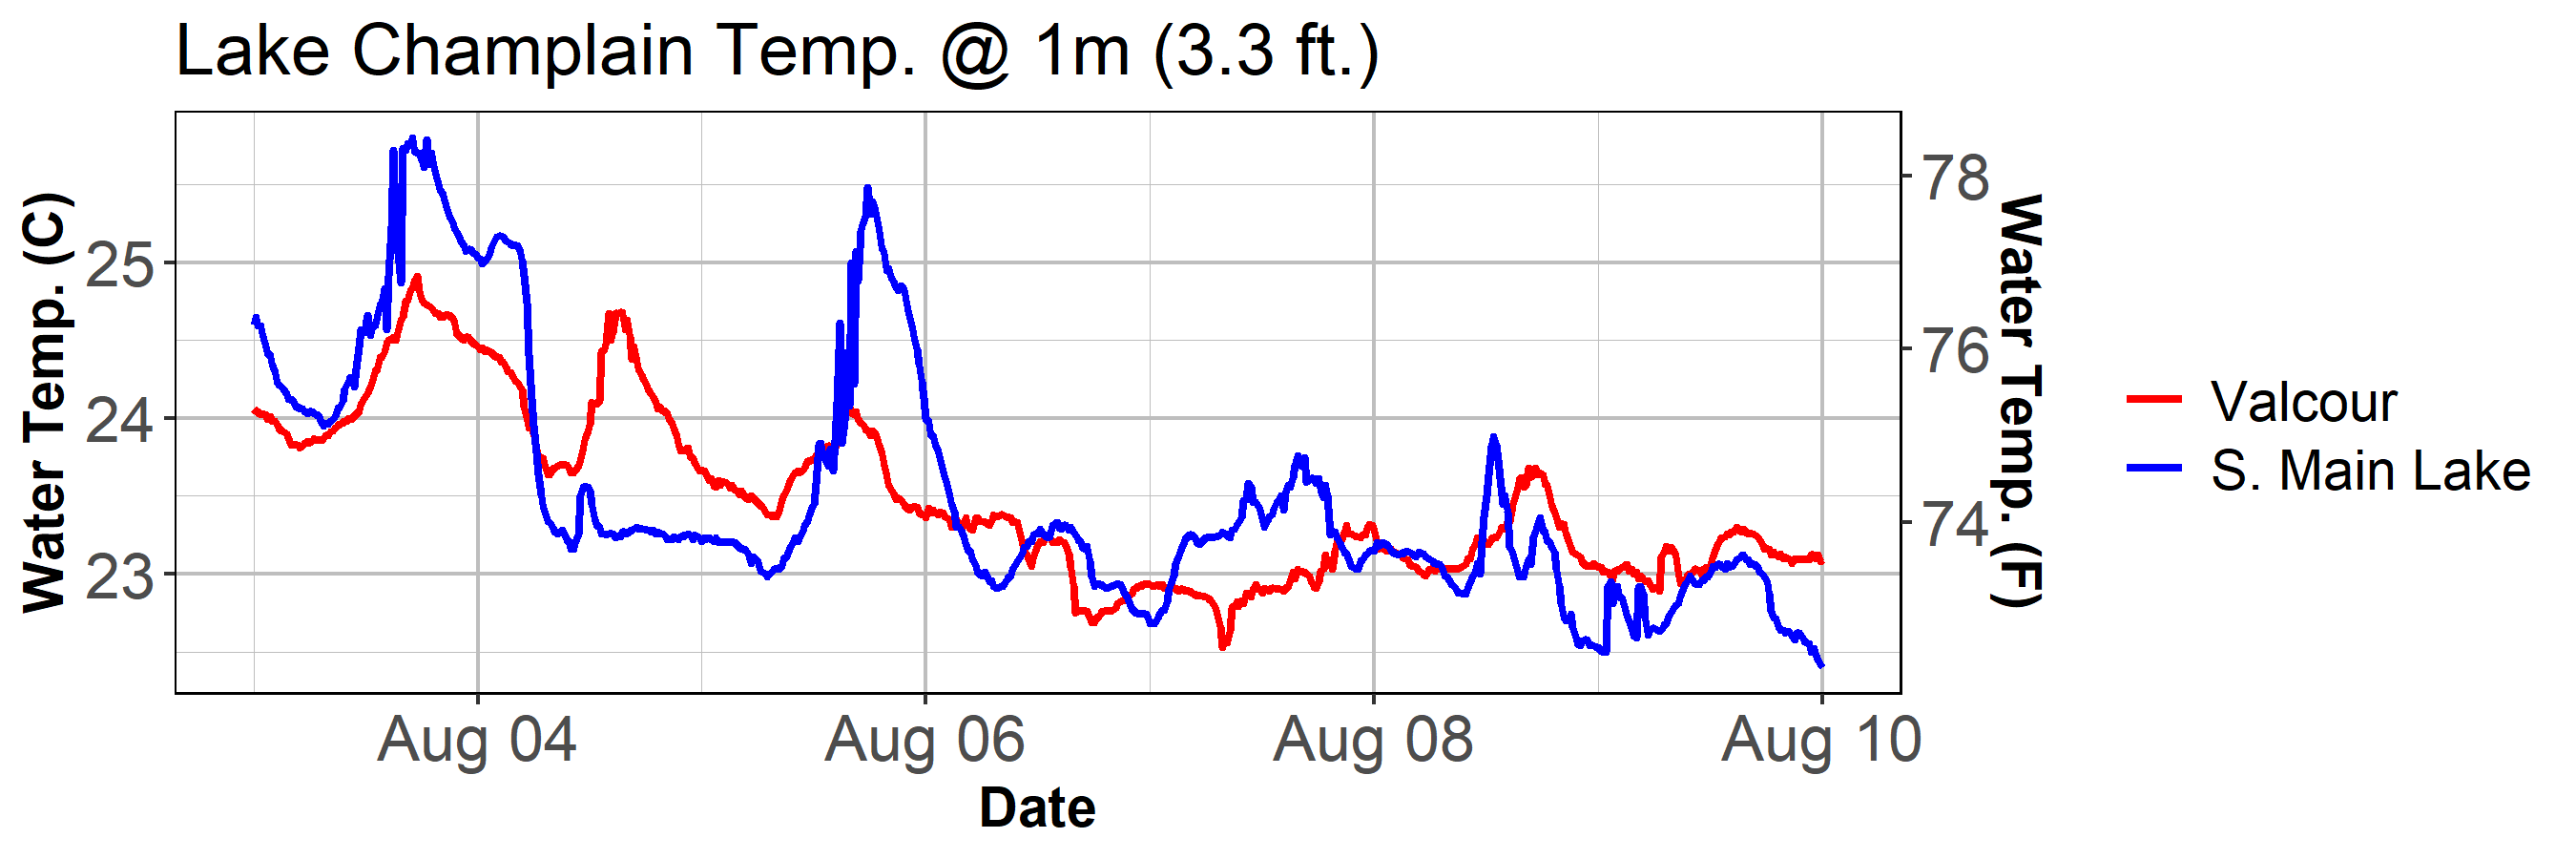 Lake Champlain Temp. @ 1m (3.3 ft.)
Water Temp. (C)
25
24
23
78
76
74
Water Temp. (F)
Aug 04
Aug 06
Aug 08
Aug 10
Date
Valcour
S. Main Lake